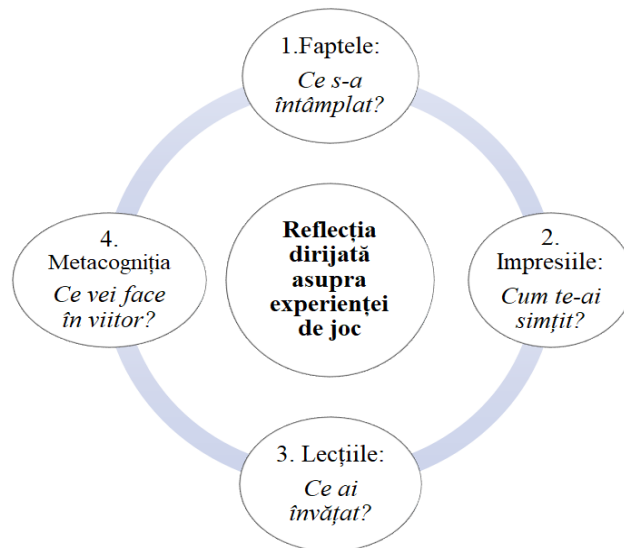 1.Faptele:
Ce s-a
întâmplat?
2.
Impresiile:
Cum te-ai
simțit?
3. Lecțiile:
Ce ai
învățat?
4.
Metacogniția
Ce vei face
în viitor?
Reflecția
dirijată
asupra
experienței
de joc